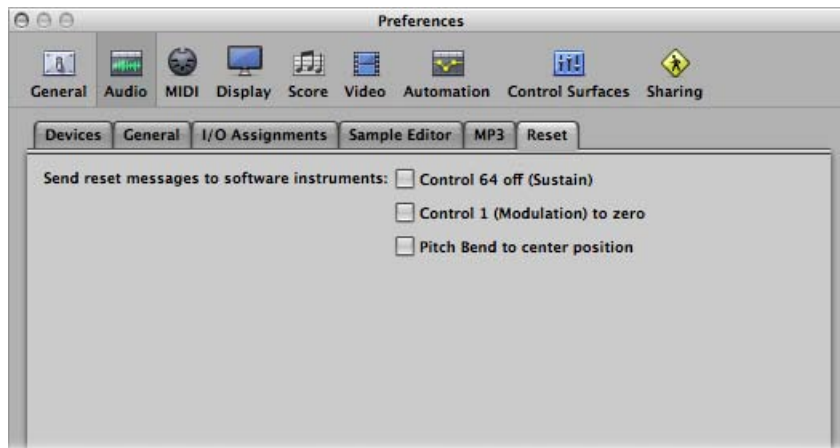 Preferences
General Audio MIDI Display Score Video Automation Control Surfaces Sharing
Devices General I/O Assignments Sample Editor MP3 Reset
Send reset messages to software instruments: Control 64 off (Sustain)
Control 1 (Modulation) to zero
Pitch Bend to center position